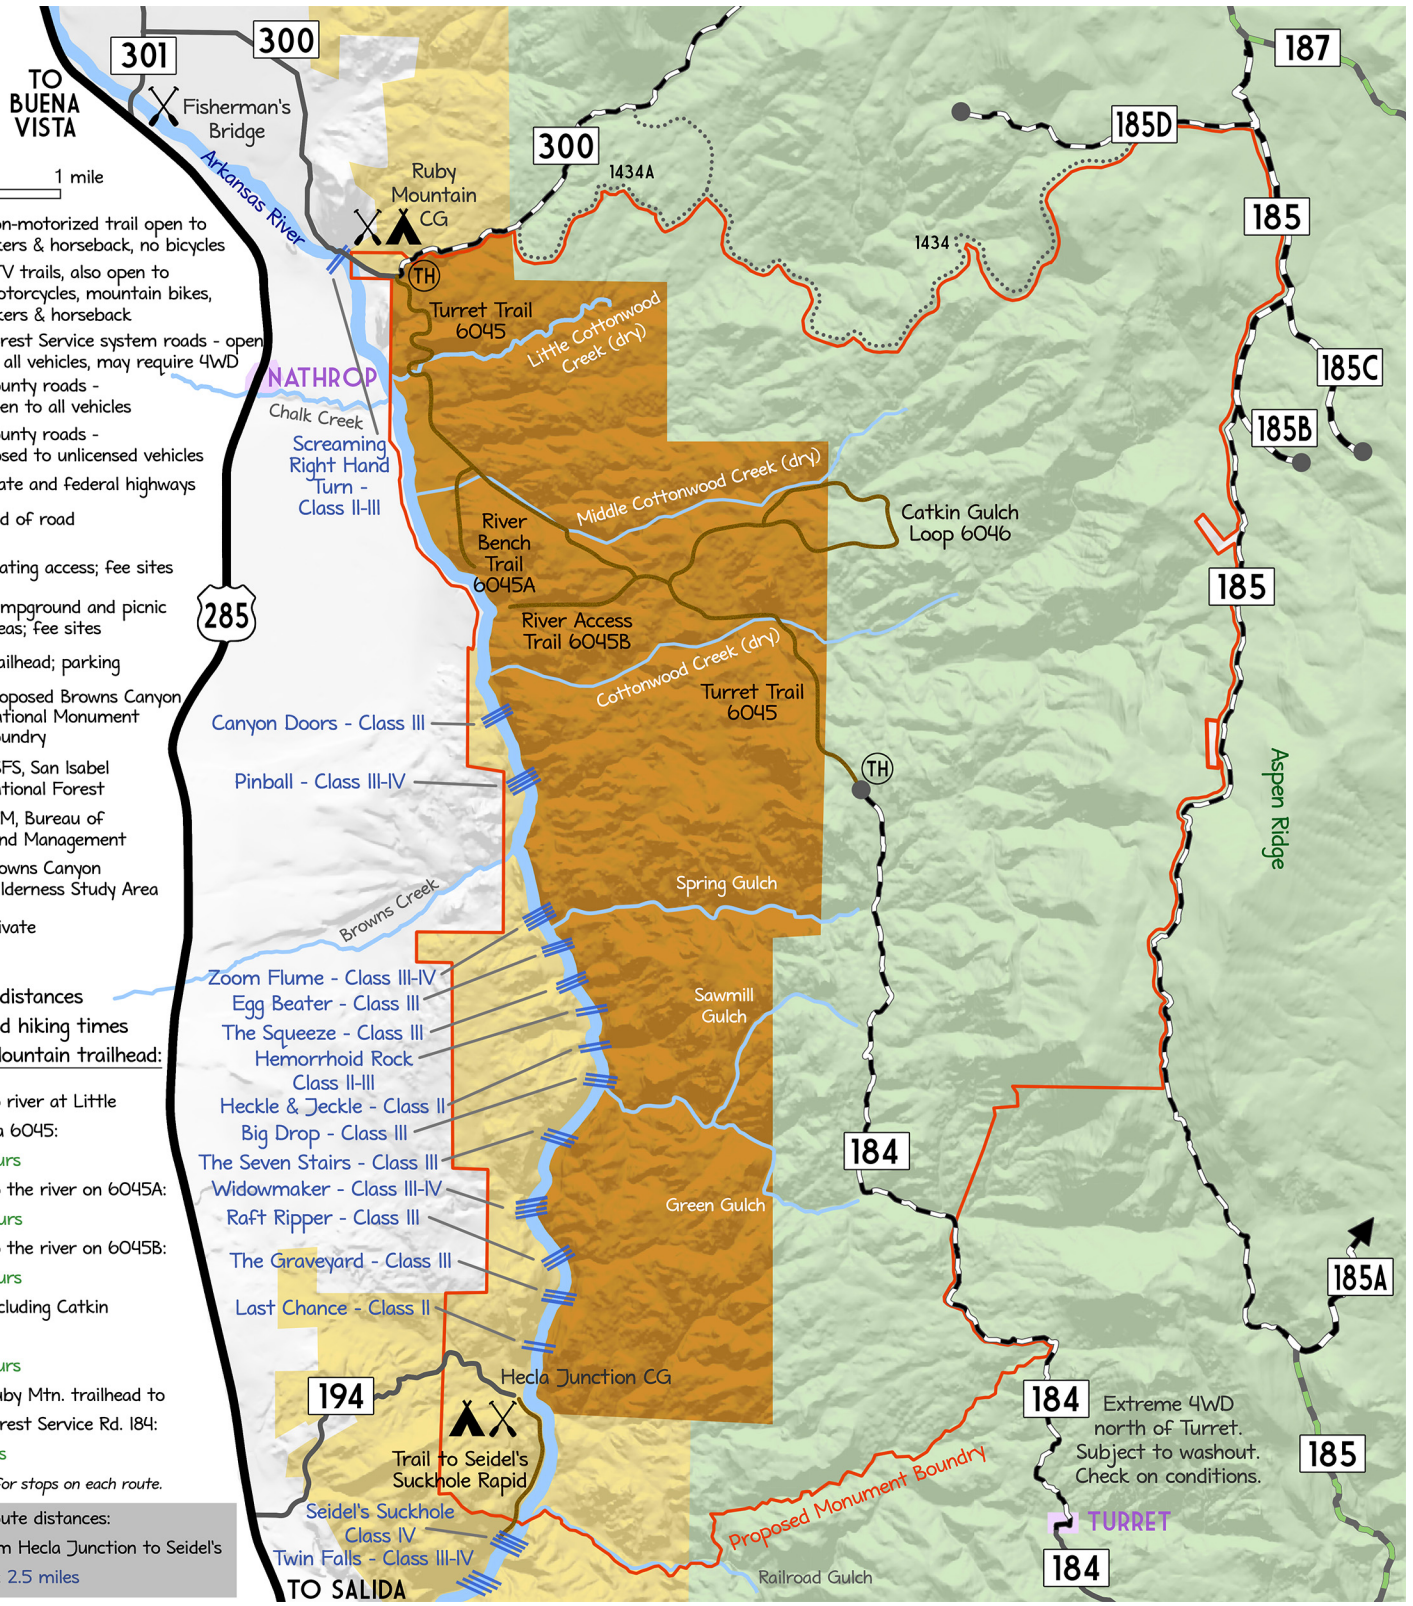 301
300
187
TO
BUENA
VISTA
Fisherman's
Bridge
185D
300
Ruby
Mountain
CG
1434A
1 mile
Arkansas River
185
on-motorized trail open to
kers & horseback, no bicycles
1434
TH
TV trails, also open to
otorcycles, mountain bikes,
kers & horseback
Turret Trail
6045
Little Cottonwood
Creek (dry)
rest Service system roads - open
all vehicles, may require 4WD
NATHROP
185C
ounty roads -
en to all vehicles
Chalk Creek
185B
ounty roads -
osed to unlicensed vehicles
Screaming
Right Hand
Turn -
Class II-III
Middle Cottonwood Creek (dry)
ate and federal highways
d of road
River
Bench
Trail
6045A
Catkin Gulch
Loop 6046
ating access; fee sites
185
285
mpground and picnic
eas; fee sites
River Access
Trail 6045B
ailhead; parking
Cottonwood Creek (dry)
Turret Trail
6045
oposed Browns Canyon
ational Monument
undry
Canyon Doors - Class III
SFS, San Isabel
ational Forest
TH
Pinball - Class III-IV
Aspen Ridge
M, Bureau of
nd Management
owns Canyon
ilderness Study Area
Spring Gulch
Browns Creek
ivate
Zoom Flume - Class III-IV
distances
Egg Beater - Class III
Sawmill
Gulch
d hiking times
The Squeeze - Class III
ountain trailhead:
Hemorrhoid Rock
Class II-III
river at Little
Heckle & Jeckle - Class II
a 6045:
Big Drop - Class III
urs
The Seven Stairs - Class III
184
the river on 6045A:
Widowmaker - Class III-IV
urs
Raft Ripper - Class III
Green Gulch
the river on 6045B:
The Graveyard - Class III
urs
185A
cluding Catkin
Last Chance - Class II
urs
Hecla Junction CG
uby Mtn. trailhead to
194
184
Extreme 4WD
north of Turret.
Subject to washout.
Check on conditions.
rest Service Rd. 184:
s
Trail to Seidel's
Suckhole Rapid
185
for stops on each route.
Proposed Monument Boundry
ute distances:
Seidel's Suckhole
Class IV
TURRET
m Hecla Junction to Seidel's
Twin Falls - Class III-IV
2.5 miles
Railroad Gulch
184
TO SALIDA